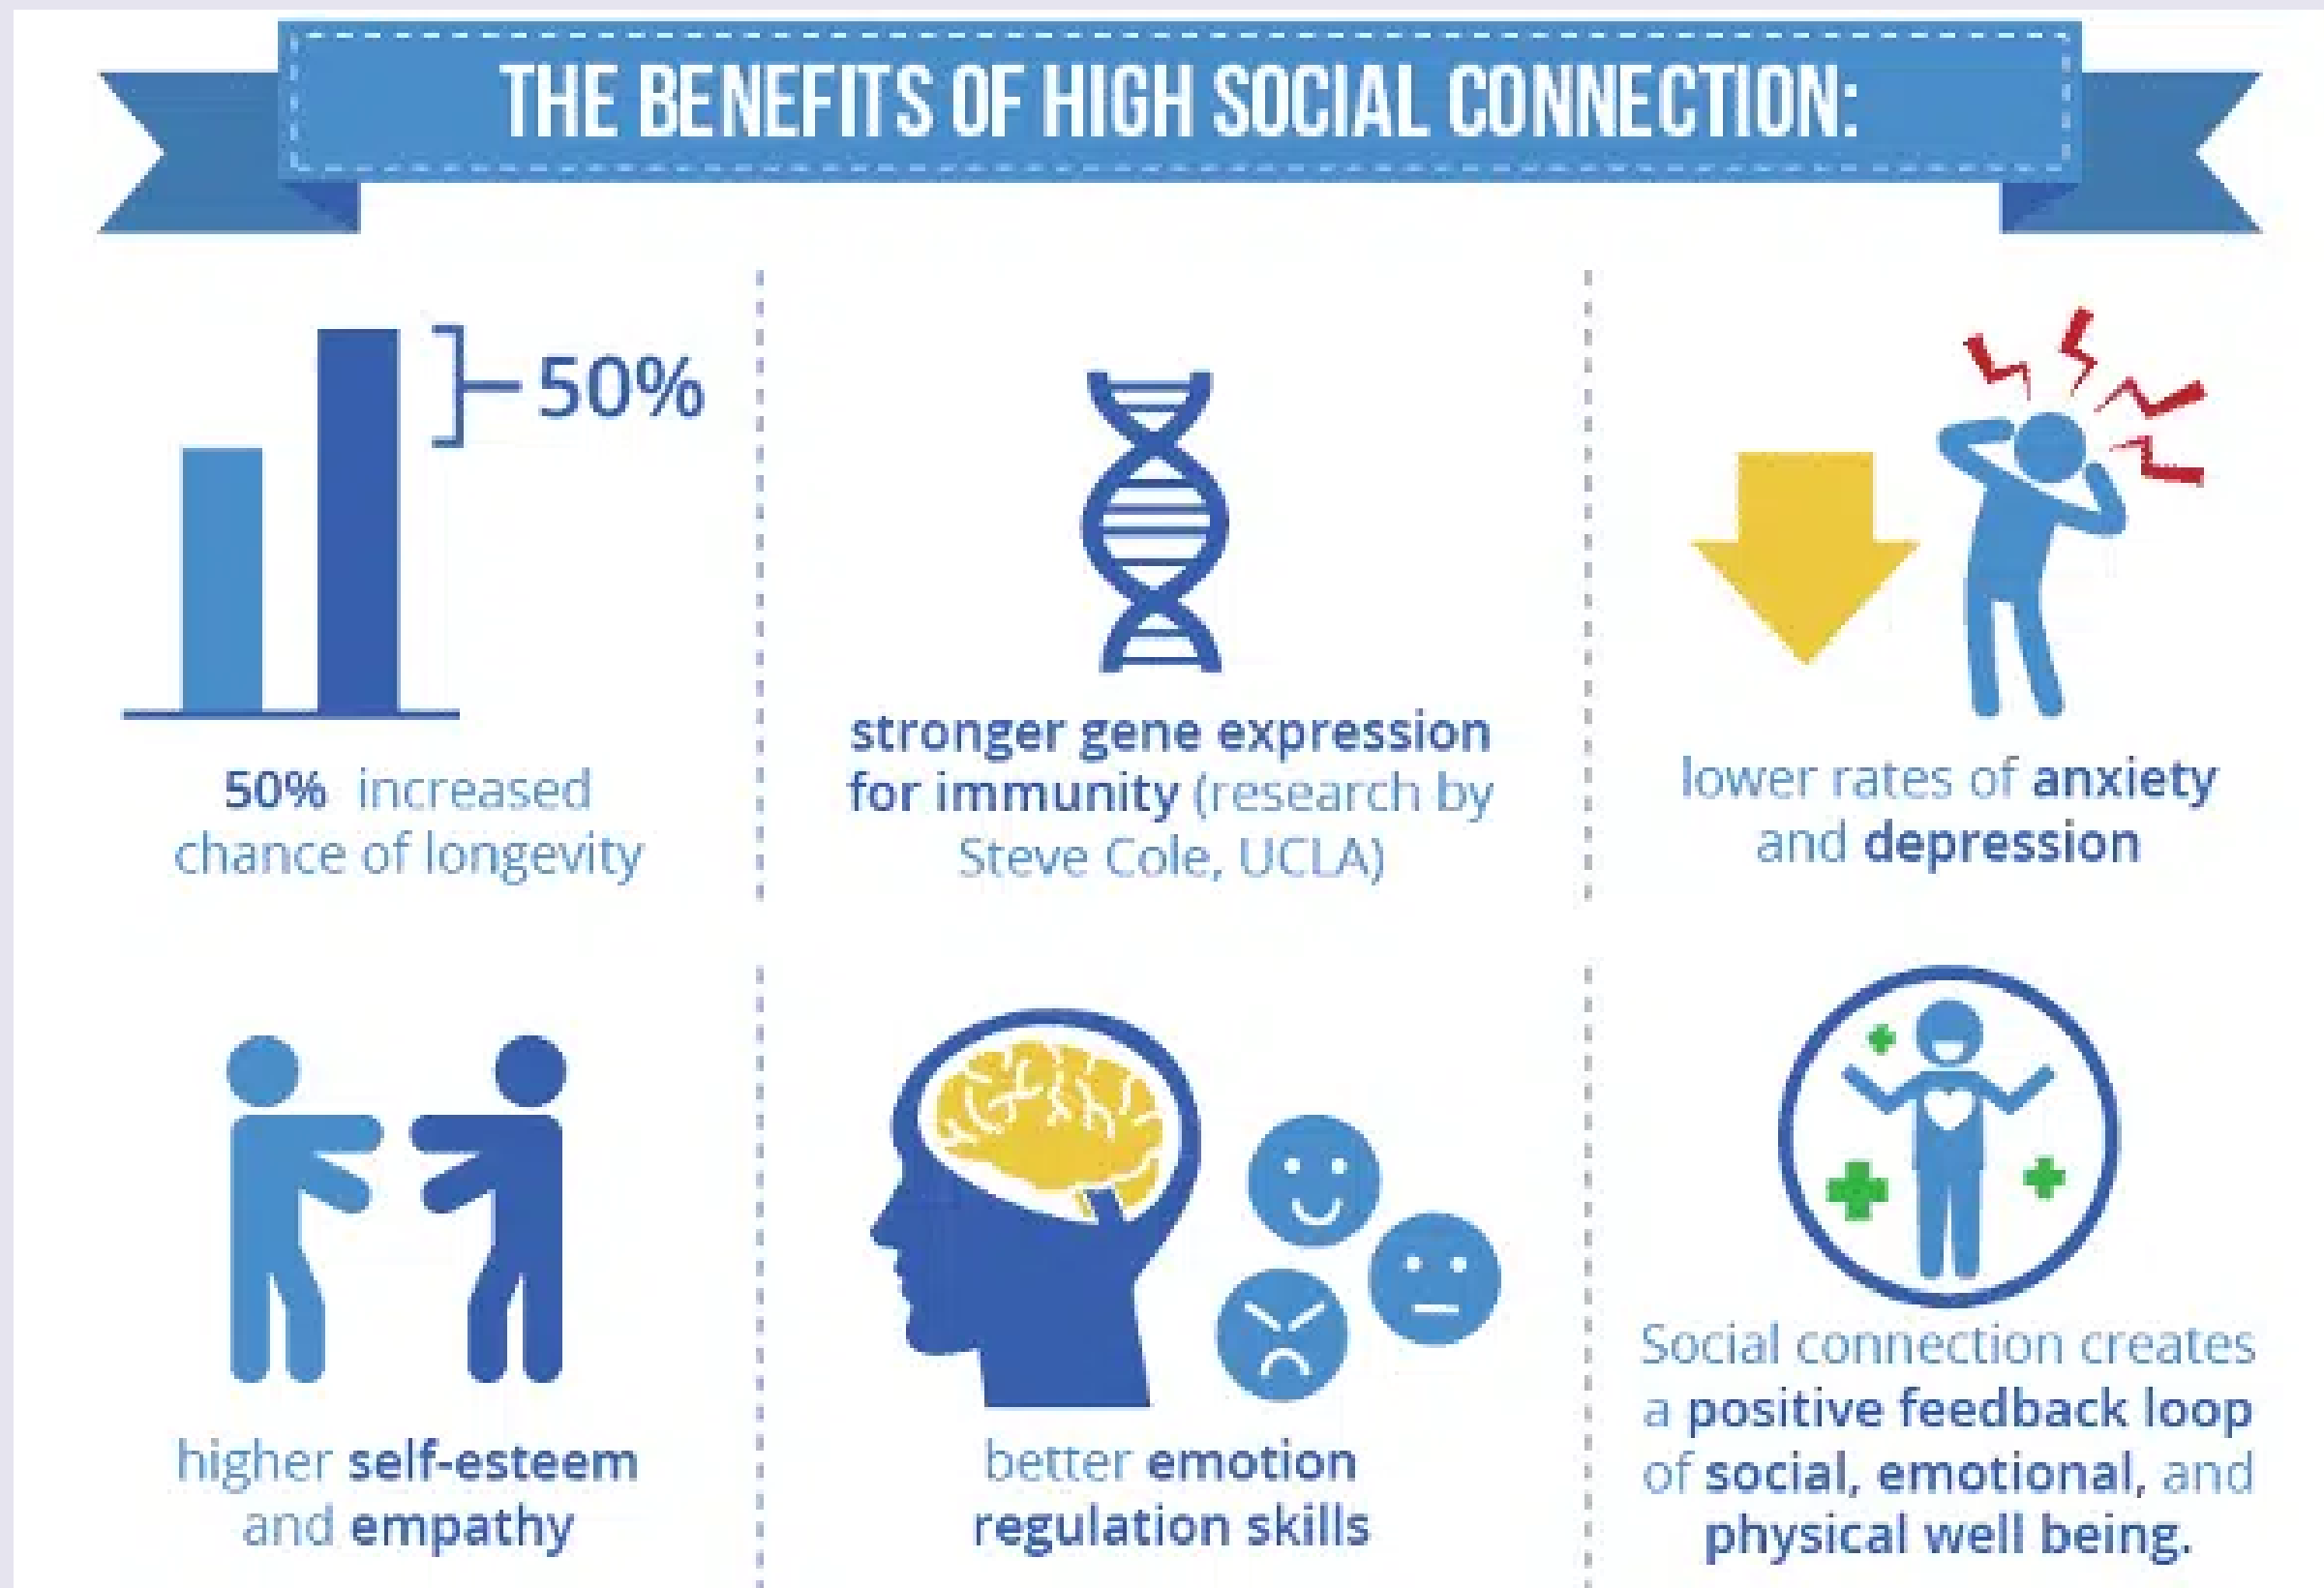 THE BENEFITS OF HIGH SOCIAL CONNECTION:
50%
50% increased
chance of longevity
stronger gene expression
for immunity (research by
Steve Cole, UCLA)
lower rates of anxiety
and depression
higher self-esteem
and empathy
better emotion
regulation skills
Social connection creates
a positive feedback loop
of social, emotional, and
physical well being.